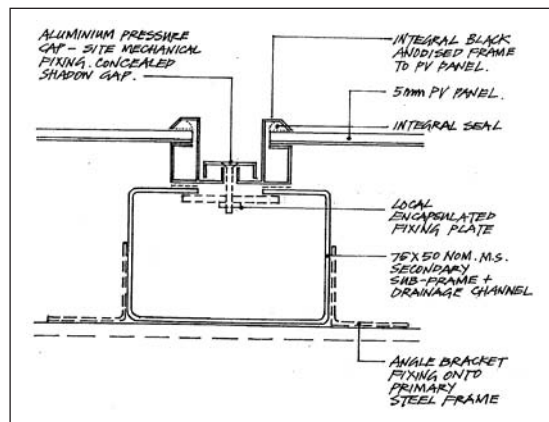 ALUMINIUM PRESSURE
CAP - SITE MECHANICAL
FIXING. CONCEALED
SHADOW GAP.
INTEGRAL BLACK
ANODISED FRAME
TO PV PANEL.
5mm PV PANEL.
INTEGRAL SEAL
LOCAL
ENCAPSULATED
FIXING PLATE
75X50 NOM. M.S.
SECONDARY
SUB-FRAME +
DRAINAGE CHANNEL
ANGLE BRACKET
FIXING ONTO
PRIMARY
STEEL FRAME